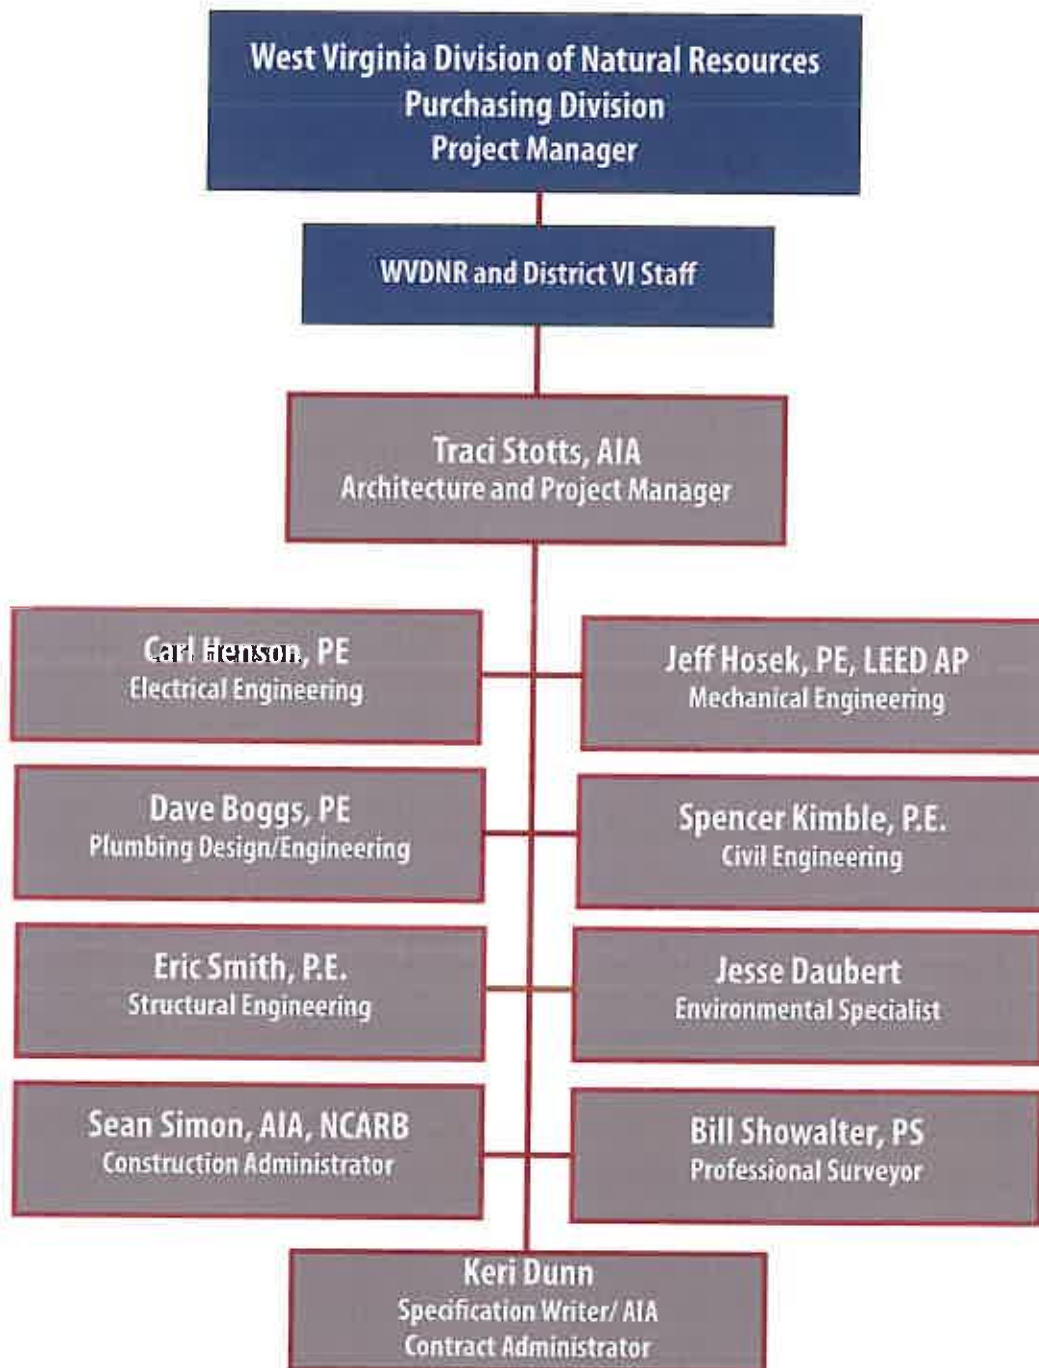 West Virginia Division of Natural Resources
Purchasing Division
Project Manager
WVDNR and District VI Staff
Traci Stotts, AIA
Architecture and Project Manager
Carl Henson, PE
Electrical Engineering
Jeff Hosek, PE, LEED AP
Mechanical Engineering
Dave Boggs, PE
Plumbing Design/Engineering
Spencer Kimble, P.E.
Civil Engineering
Eric Smith, P.E.
Structural Engineering
Jesse Daubert
Environmental Specialist
Sean Simon, AIA, NCARB
Construction Administrator
Bill Showalter, PS
Professional Surveyor
Keri Dunn
Specification Writer/ AIA
Contract Administrator